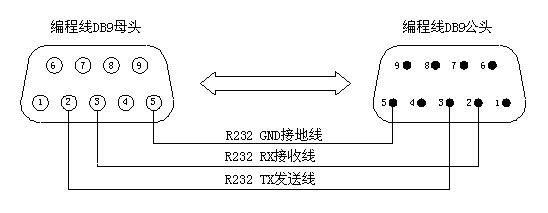 编程线DB9母头
编程线DB9公头
6 7 8 9
9 8 7 6
1 2 3 4 5
5 4 3 2 1
R232 GND接地线
R232 RX接收线
R232 TX发送线